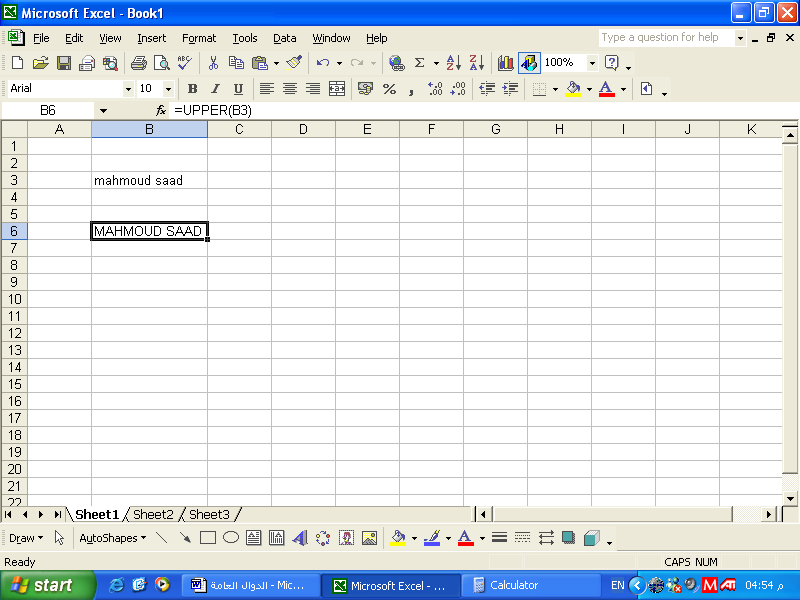 Microsoft Excel - Book1
File Edit View Insert Format Tools Data Window Help Type a question for help
100%
Arial 10 B I U
B6 fx =UPPER(B3)
A B C D E F G H I J K
1
2
3 mahmoud saad
4
5
6 MAHMOUD SAAD
7
8
9
10
11
12
13
14
15
16
17
18
19
20
21
22
Sheet1 Sheet2 Sheet3
Draw AutoShapes
Ready CAPS NUM
start الدوال العامة - Mic... Microsoft Excel - ... Calculator EN 04:54 م